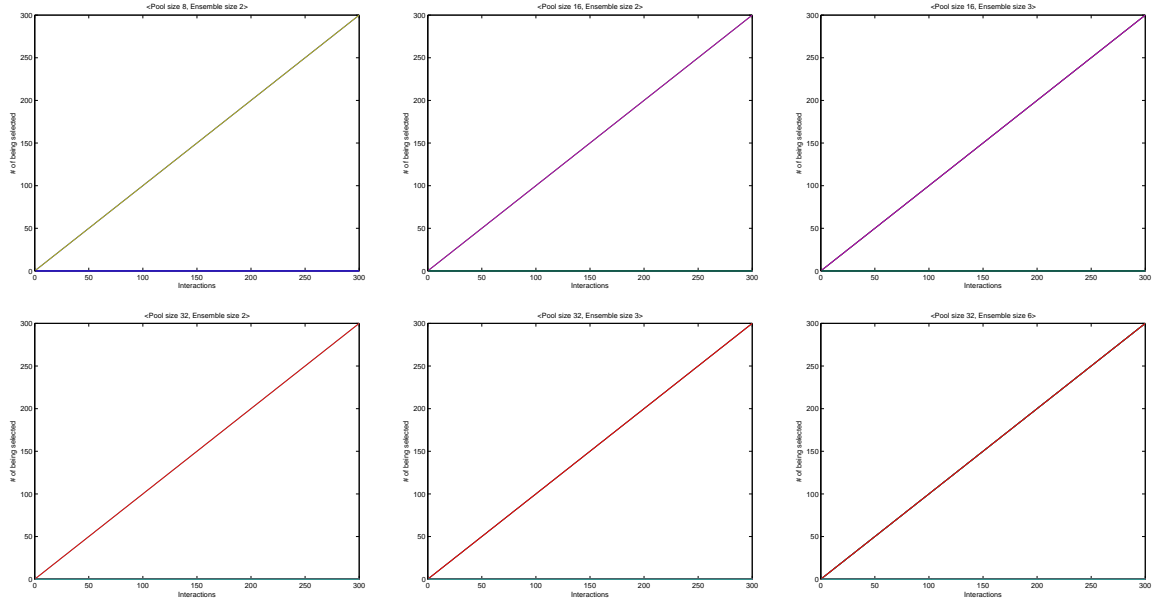 <Pool size 8, Ensemble size 2>
300
250
200
150
100
50
0
# of being selected
0 50 100 150 200 250 300
Interactions
<Pool size 16, Ensemble size 2>
300
250
200
150
100
50
0
# of being selected
0 50 100 150 200 250 300
Interactions
<Pool size 16, Ensemble size 3>
300
250
200
150
100
50
0
# of being selected
0 50 100 150 200 250 300
Interactions
<Pool size 32, Ensemble size 2>
300
250
200
150
100
50
0
# of being selected
0 50 100 150 200 250 300
Interactions
<Pool size 32, Ensemble size 3>
300
250
200
150
100
50
0
# of being selected
0 50 100 150 200 250 300
Interactions
<Pool size 32, Ensemble size 6>
300
250
200
150
100
50
0
# of being selected
0 50 100 150 200 250 300
Interactions